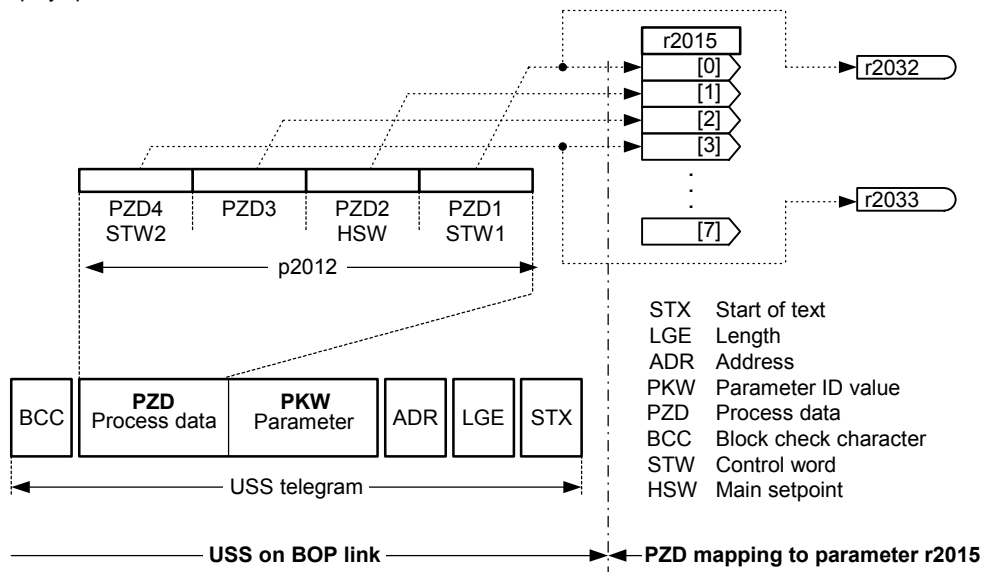 r2015
[0]
r2032
[1]
[2]
[3]
PZD4 PZD3 PZD2 PZD1
STW2 HSW STW1
r2033
[7]
p2012
STX Start of text
LGE Length
ADR Address
PKW Parameter ID value
PZD Process data
BCC Block check character
STW Control word
HSW Main setpoint
BCC PZD Process data PKW Parameter ADR LGE STX
USS telegram
USS on BOP link PZD mapping to parameter r2015